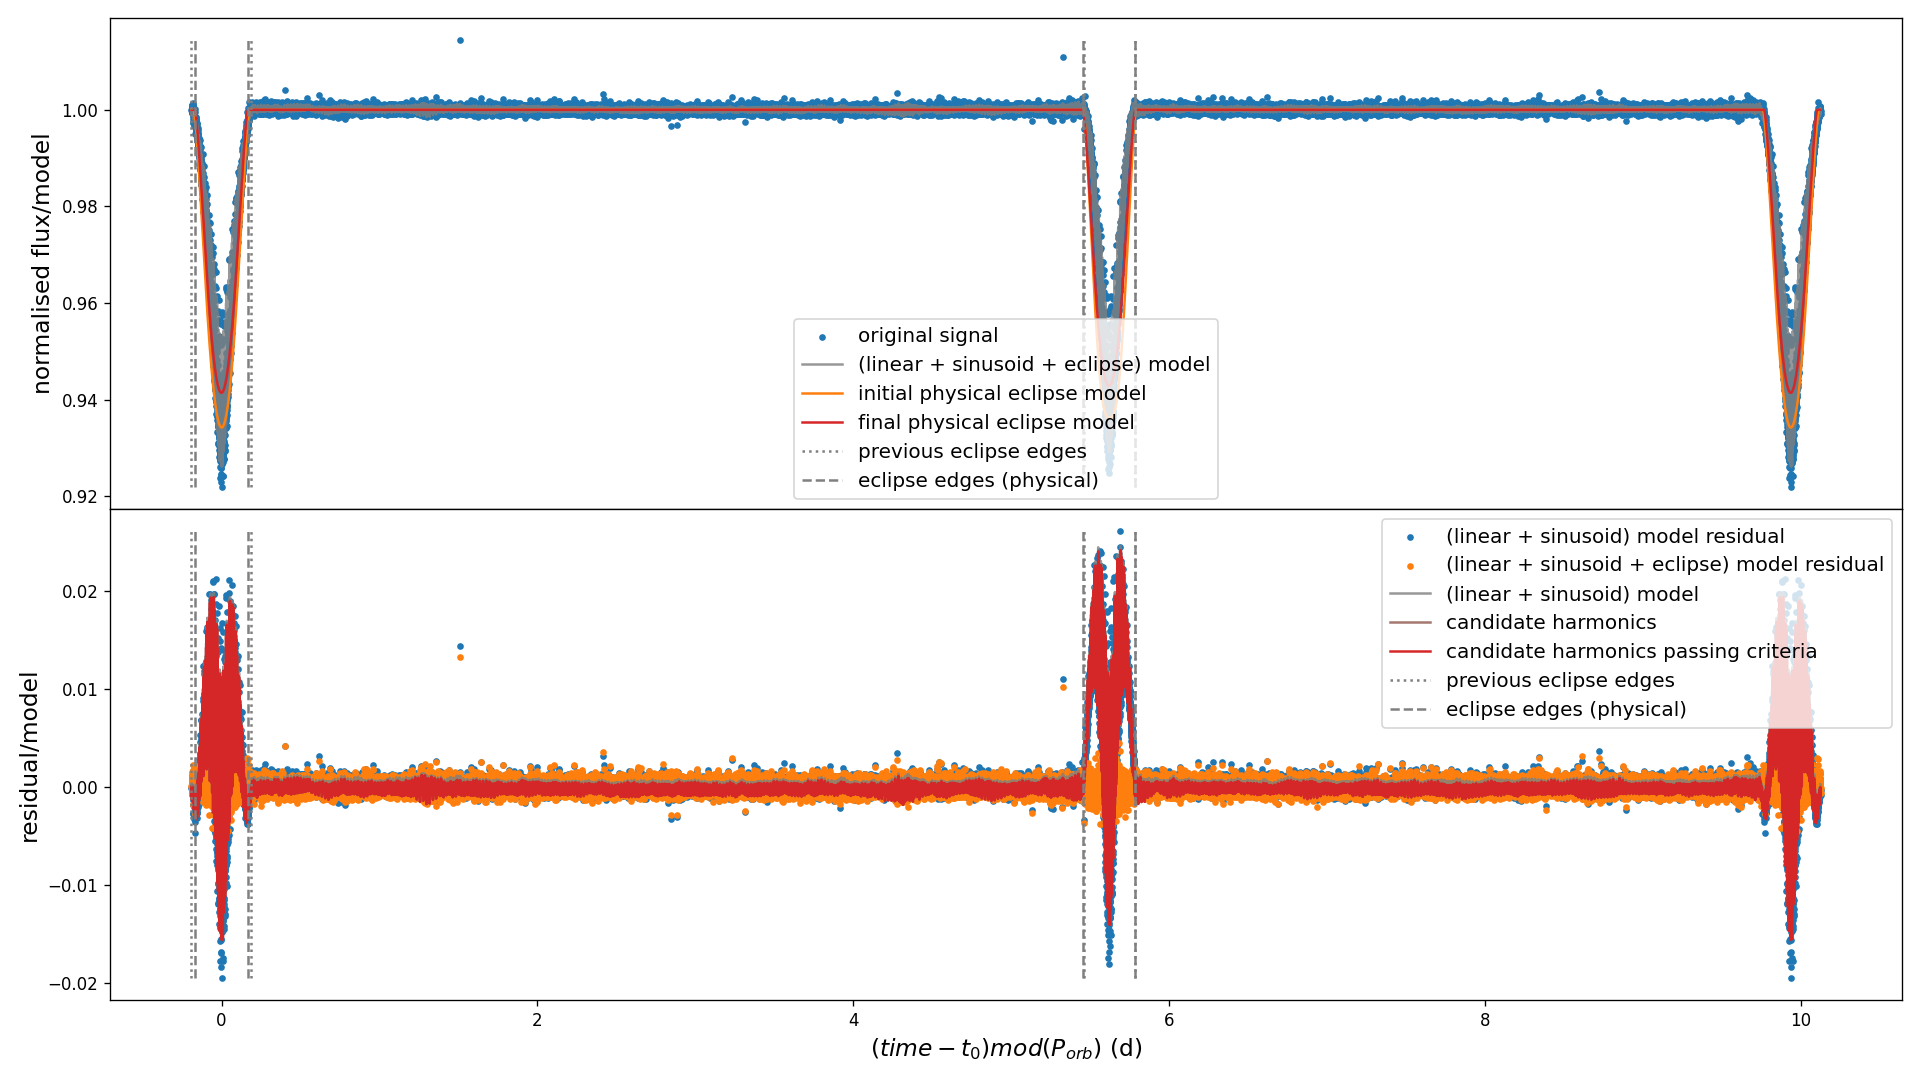 normalised flux/model
1.00
0.98
0.96
0.94
0.92
original signal
(linear + sinusoid + eclipse) model
initial physical eclipse model
final physical eclipse model
previous eclipse edges
eclipse edges (physical)
residual/model
0.02
0.01
0.00
−0.01
−0.02
(linear + sinusoid) model residual
(linear + sinusoid + eclipse) model residual
(linear + sinusoid) model
candidate harmonics
candidate harmonics passing criteria
previous eclipse edges
eclipse edges (physical)
0 2 4 6 8 10
(time − t₀)mod(Pₒᵣᵦ) (d)